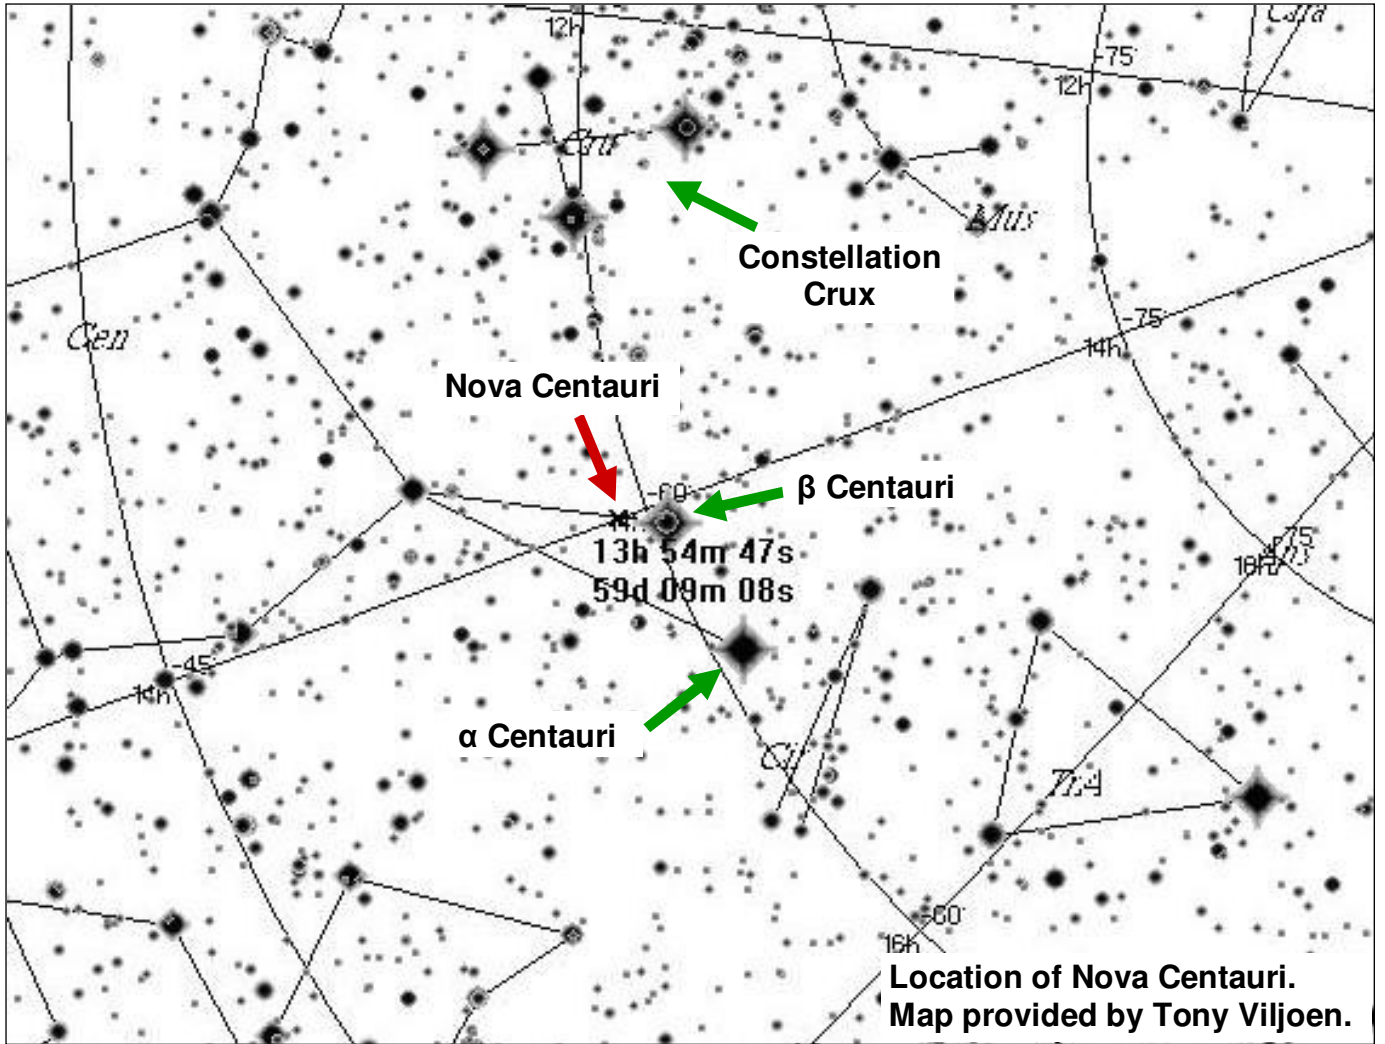 Cha
12h
-75
12h
Cru
Mus
Constellation
Crux
Cen
-75
14h
Nova Centauri
β Centauri
-60
13h 54m 47s
59d 09m 08s
-75
16h
-45
14h
α Centauri
Cir
TrA
-60
16h
Location of Nova Centauri.
Map provided by Tony Viljoen.